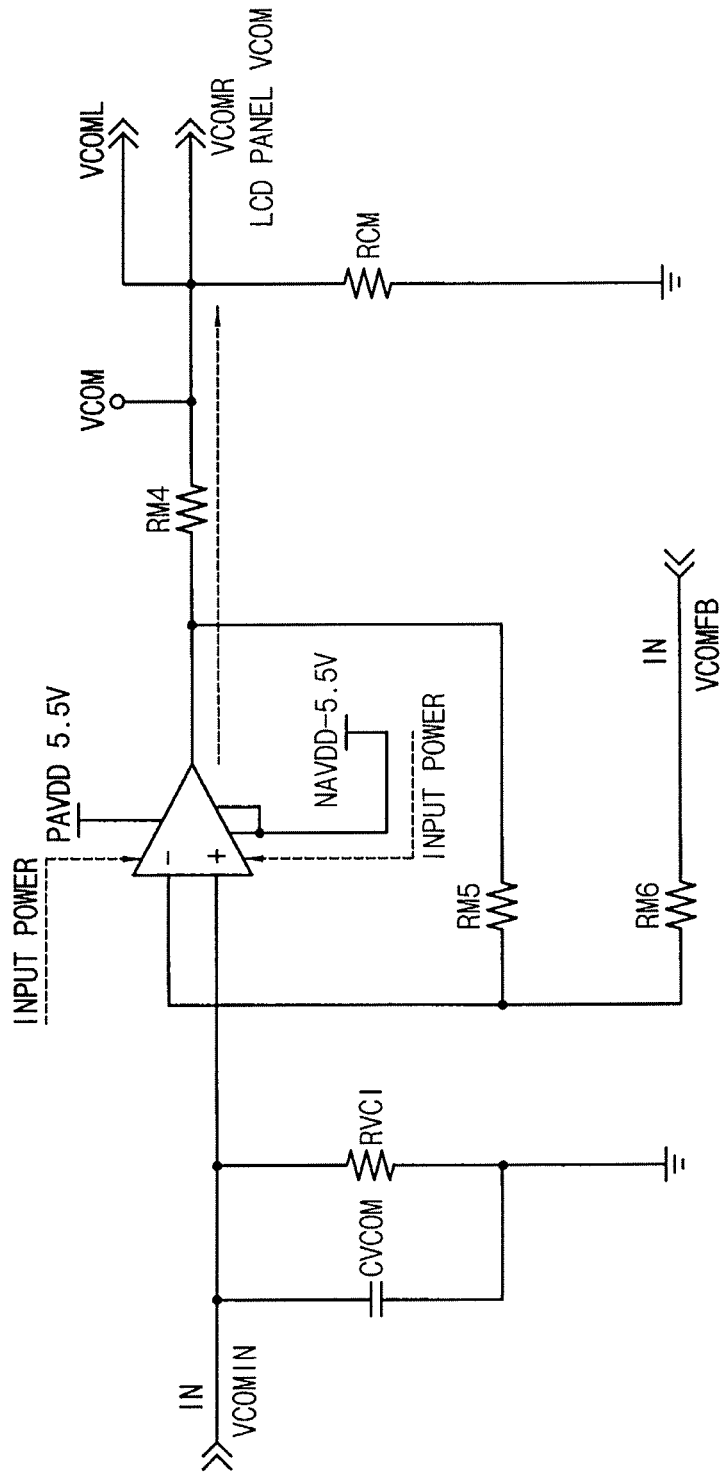 INPUT POWER
PAVDD 5.5V
RM4
VCOM
VCOML
VCOMR
LCD PANEL VCOM
IN
VCOMIN
-
+
NAVDD-5.5V
INPUT POWER
CVCOM
RVCI
RM5
RCM
RM6
IN
VCOMFB